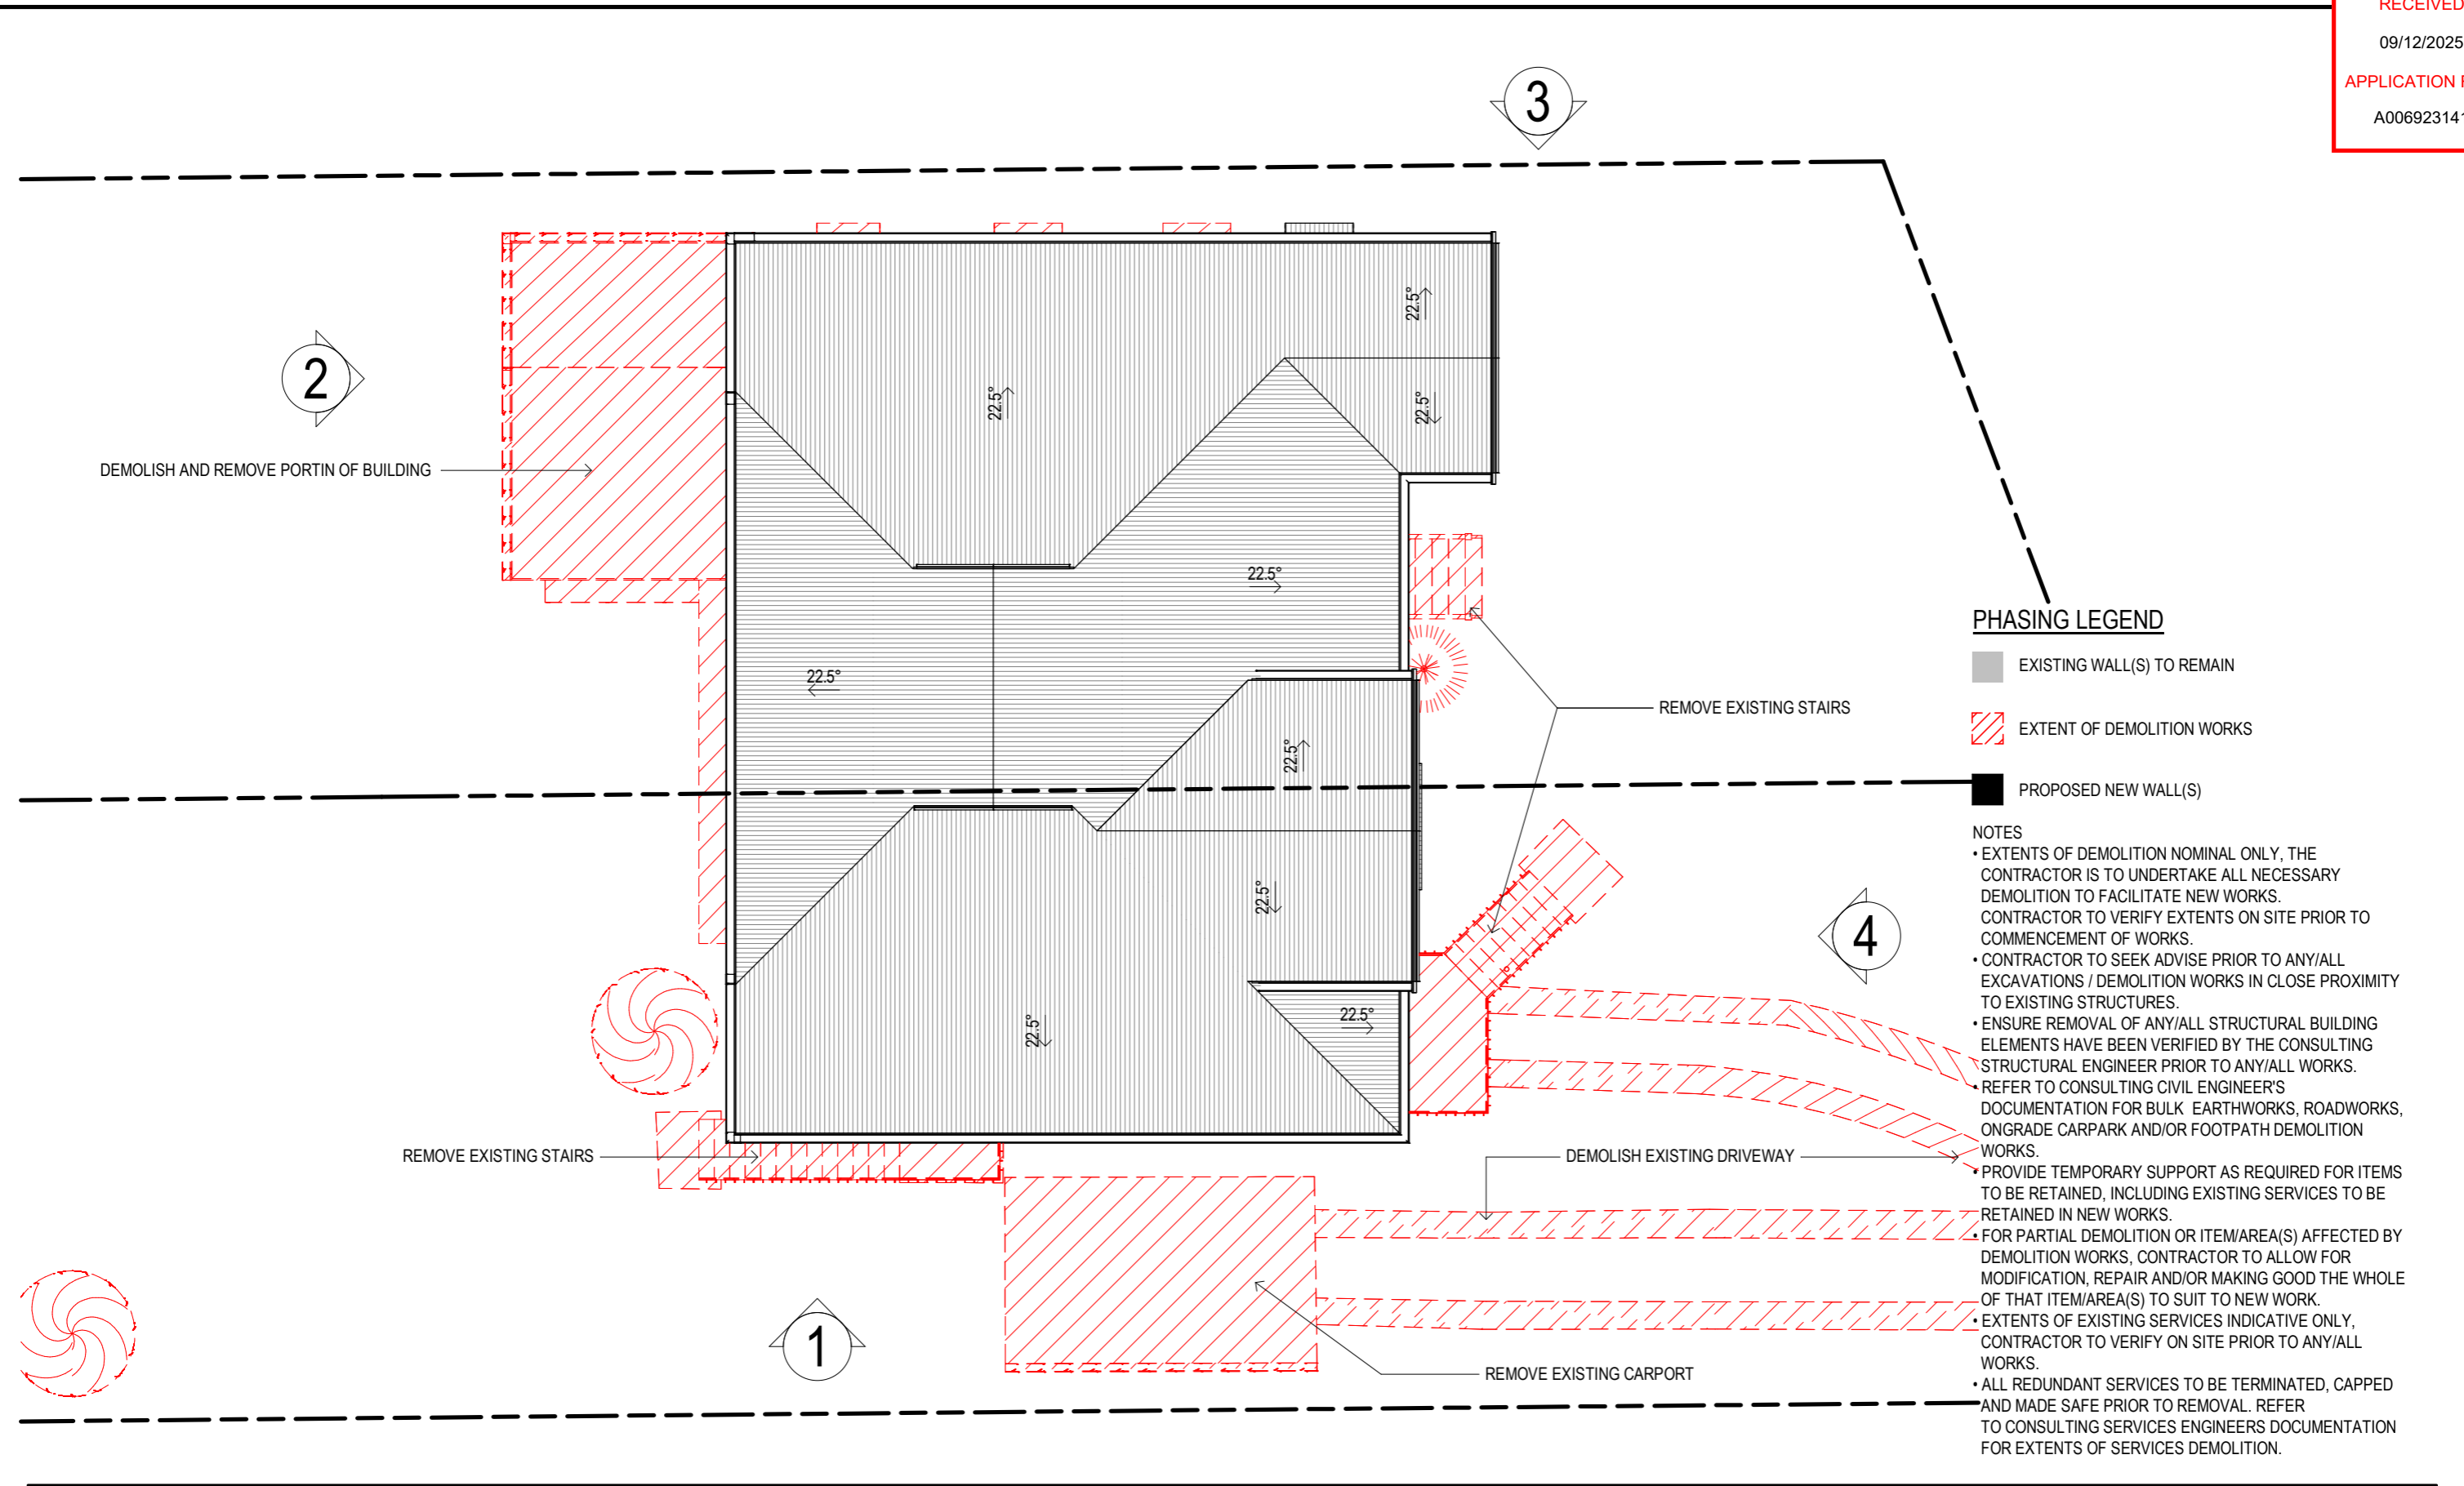 RECEIVED
09/12/2025
APPLICATION
A00692314
3
2
22.5°
22.5°
22.5°
DEMOLISH AND REMOVE PORTIN OF BUILDING
22.5°
22.5°
REMOVE EXISTING STAIRS
22.5°
22.5°
22.5°
22.5°
4
REMOVE EXISTING STAIRS
DEMOLISH EXISTING DRIVEWAY
1
REMOVE EXISTING CARPORT
PHASING LEGEND
EXISTING WALL(S) TO REMAIN
EXTENT OF DEMOLITION WORKS
PROPOSED NEW WALL(S)
NOTES
• EXTENTS OF DEMOLITION NOMINAL ONLY, THE
CONTRACTOR IS TO UNDERTAKE ALL NECESSARY
DEMOLITION TO FACILITATE NEW WORKS.
CONTRACTOR TO VERIFY EXTENTS ON SITE PRIOR TO
COMMENCEMENT OF WORKS.
• CONTRACTOR TO SEEK ADVISE PRIOR TO ANY/ALL
EXCAVATIONS / DEMOLITION WORKS IN CLOSE PROXIMITY
TO EXISTING STRUCTURES.
• ENSURE REMOVAL OF ANY/ALL STRUCTURAL BUILDING
ELEMENTS HAVE BEEN VERIFIED BY THE CONSULTING
STRUCTURAL ENGINEER PRIOR TO ANY/ALL WORKS.
• REFER TO CONSULTING CIVIL ENGINEER'S
DOCUMENTATION FOR BULK EARTHWORKS, ROADWORKS,
ONGRADE CARPARK AND/OR FOOTPATH DEMOLITION
WORKS.
• PROVIDE TEMPORARY SUPPORT AS REQUIRED FOR ITEMS
TO BE RETAINED, INCLUDING EXISTING SERVICES TO BE
RETAINED IN NEW WORKS.
• FOR PARTIAL DEMOLITION OR ITEM/AREA(S) AFFECTED BY
DEMOLITION WORKS, CONTRACTOR TO ALLOW FOR
MODIFICATION, REPAIR AND/OR MAKING GOOD THE WHOLE
OF THAT ITEM/AREA(S) TO SUIT TO NEW WORK.
• EXTENTS OF EXISTING SERVICES INDICATIVE ONLY,
CONTRACTOR TO VERIFY ON SITE PRIOR TO ANY/ALL
WORKS.
• ALL REDUNDANT SERVICES TO BE TERMINATED, CAPPED
AND MADE SAFE PRIOR TO REMOVAL. REFER
TO CONSULTING SERVICES ENGINEERS DOCUMENTATION
FOR EXTENTS OF SERVICES DEMOLITION.